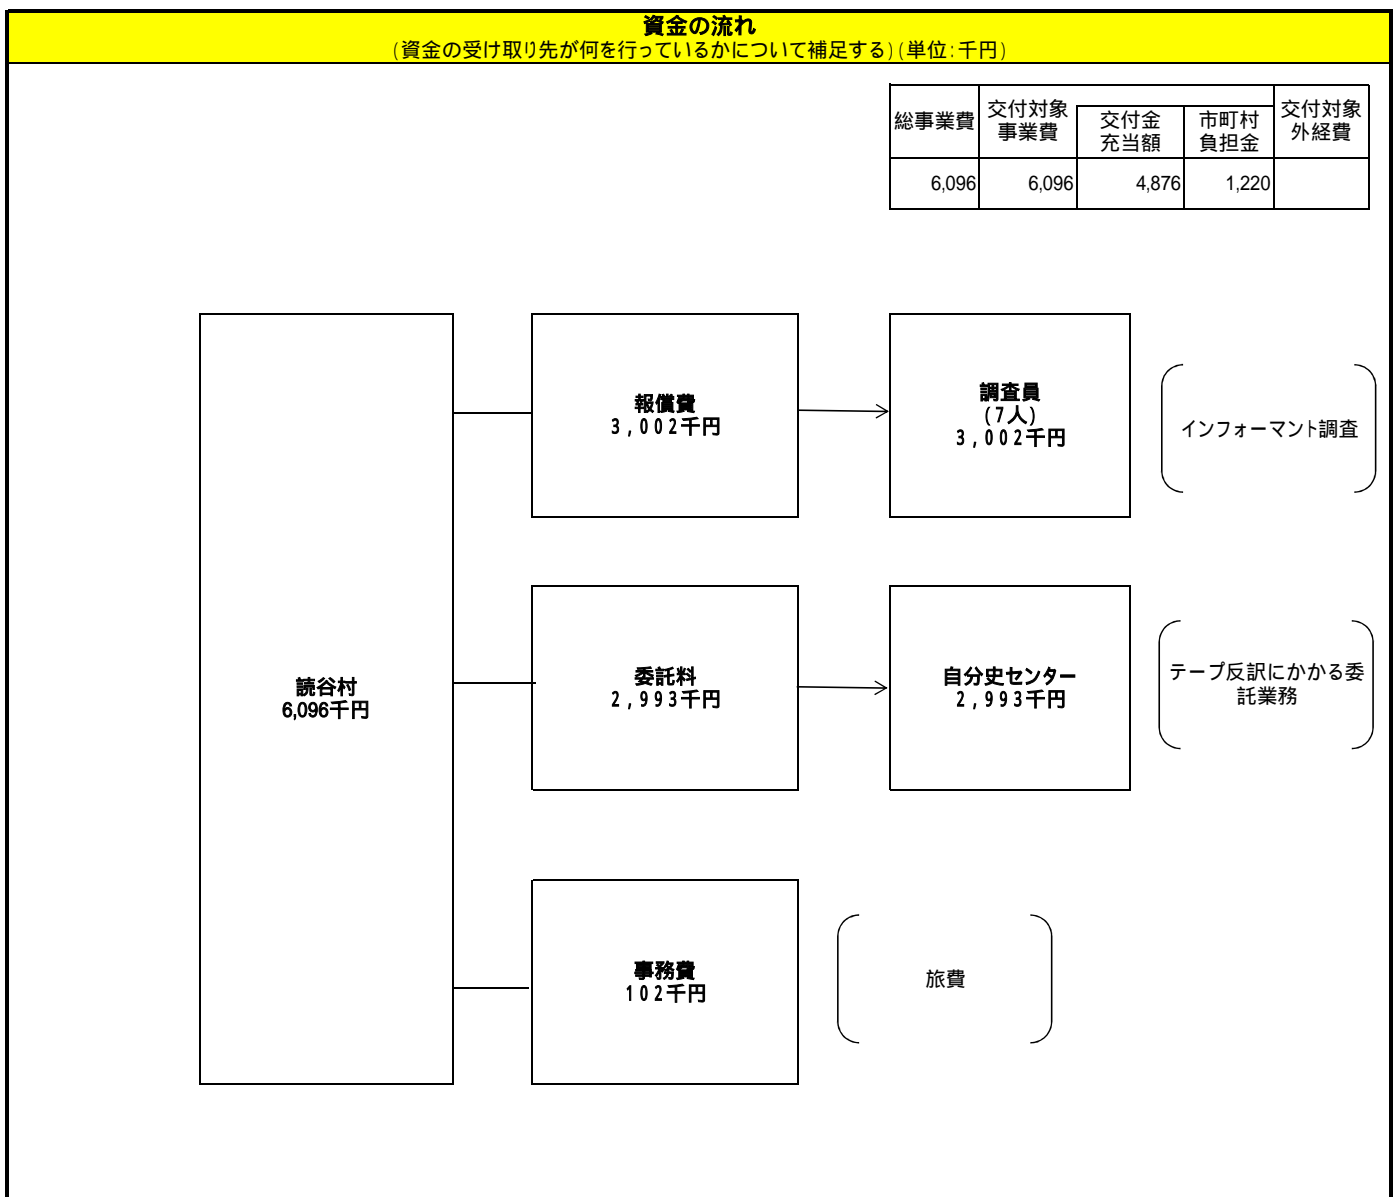 資金の流れ
(資金の受け取り先が何を行っているかについて補足する)(単位:千円)
総事業費
交付対象
事業費
交付金
充当額
市町村
負担金
交付対象
外経費
6,096
6,096
4,876
1,220
読谷村
6,096千円
報償費
3,002千円
調査員
(7人)
3,002千円
インフォーマント調査
委託料
2,993千円
自分史センター
2,993千円
テープ反訳にかかる委
託業務
事務費
102千円
旅費